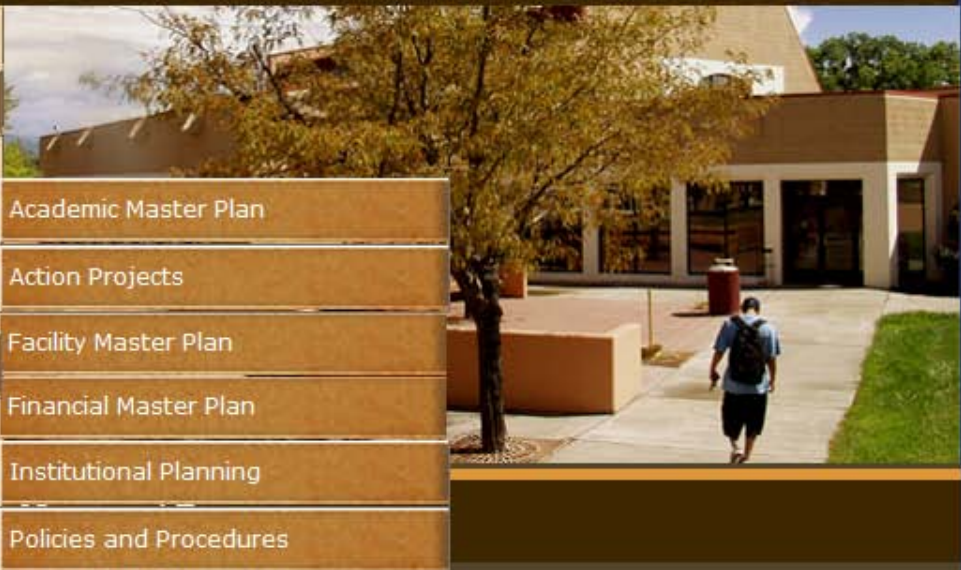 Academic Master Plan
Action Projects
Facility Master Plan
Financial Master Plan
Institutional Planning
Policies and Procedures